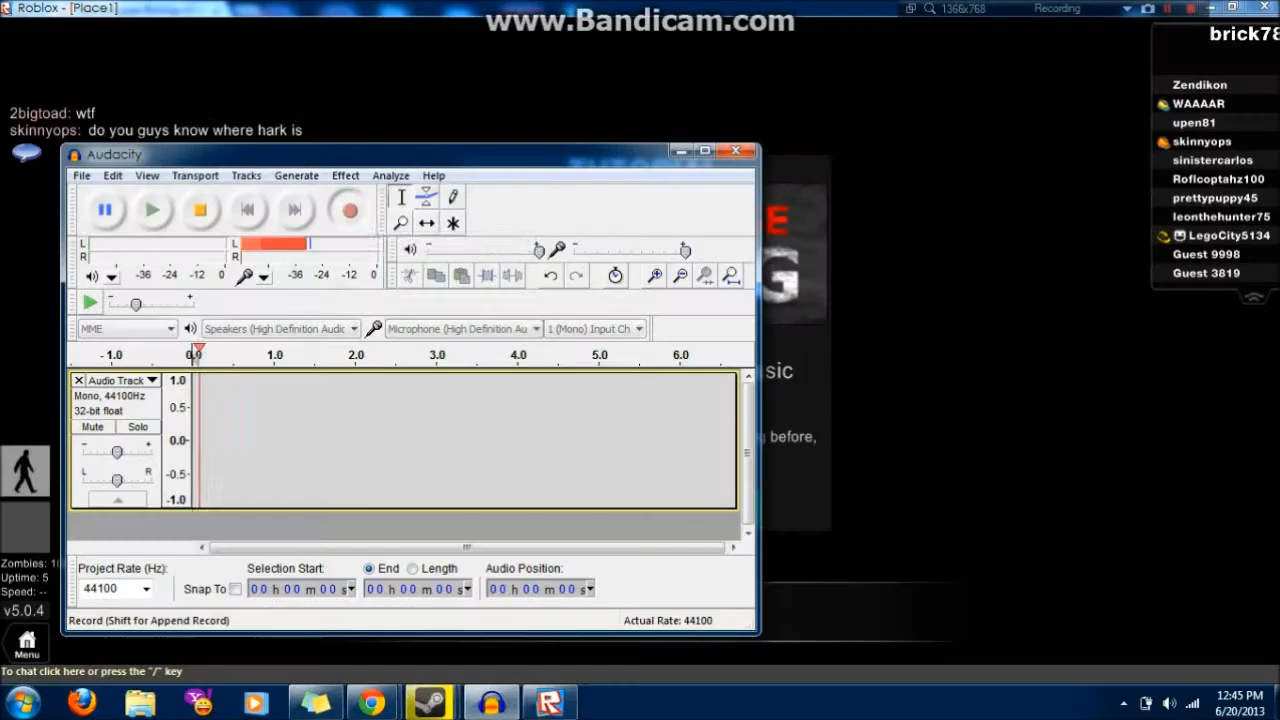 Roblox - [Place1]
www.Bandicam.com
1366x768
Recording
brick78
2bigtoad: wtf
skinnyops: do you guys know where hark is
Zendikon
WAAAAR
upen81
skinnyops
sinistercarlos
Roflcoptahz100
prettypuppy45
leonthehunter75
LegoCity5134
Guest 9998
Guest 3819
Audacity
File Edit View Transport Tracks Generate Effect Analyze Help
L L
R R
-36 -24 -12 0 -36 -24 -12 0
MME Speakers (High Definition Audic Microphone (High Definition Au 1 (Mono) Input Ch
- 1.0 0.0 1.0 2.0 3.0 4.0 5.0 6.0
E
G
sic
g before,
Audio Track 1.0
Mono, 44100Hz
32-bit float 0.5
Mute Solo
0.0
L R -0.5
-1.0
Project Rate (Hz): Selection Start: End Length Audio Position:
44100 Snap To 00 h 00 m 00 s 00 h 00 m 00 s 00 h 00 m 00 s
Record (Shift for Append Record) Actual Rate: 44100
Uptime: 5
Speed: --
v5.0.4
Menu
To chat click here or press the "/" key
12:45 PM
6/20/2013